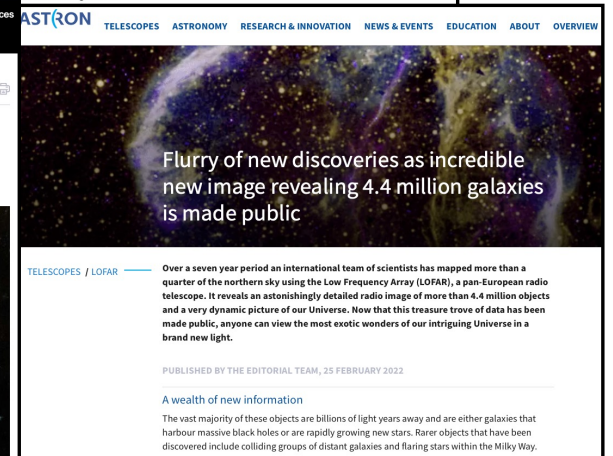 ces
ASTRON
TELESCOPES ASTRONOMY RESEARCH & INNOVATION NEWS & EVENTS EDUCATION ABOUT OVERVIEW
Flurry of new discoveries as incredible
new image revealing 4.4 million galaxies
is made public
TELESCOPES / LOFAR
Over a seven year period an international team of scientists has mapped more than a
quarter of the northern sky using the Low Frequency Array (LOFAR), a pan-European radio
telescope. It reveals an astonishingly detailed radio image of more than 4.4 million objects
and a very dynamic picture of our Universe. Now that this treasure trove of data has been
made public, anyone can view the most exotic wonders of our intriguing Universe in a
brand new light.
PUBLISHED BY THE EDITORIAL TEAM, 25 FEBRUARY 2022
A wealth of new information
The vast majority of these objects are billions of light years away and are either galaxies that
harbour massive black holes or are rapidly growing new stars. Rarer objects that have been
discovered include colliding groups of distant galaxies and flaring stars within the Milky Way.